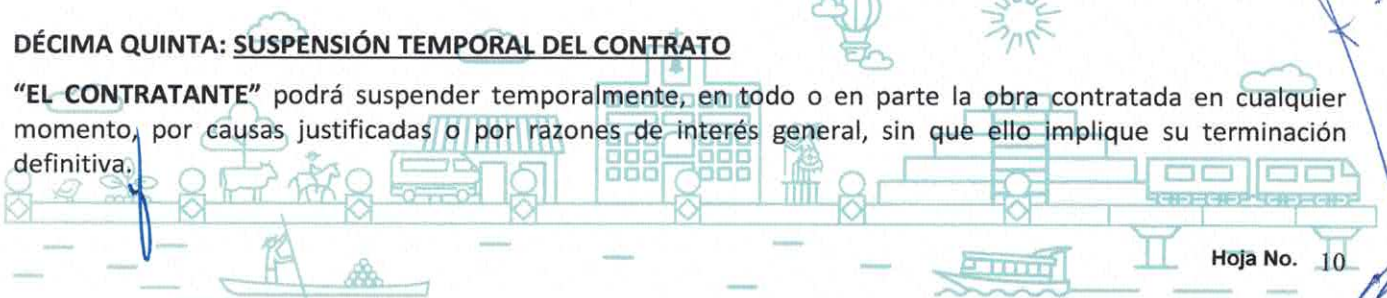 DÉCIMA QUINTA: SUSPENSIÓN TEMPORAL DEL CONTRATO
“EL CONTRATANTE” podrá suspender temporalmente, en todo o en parte la obra contratada en cualquier
momento, por causas justificadas o por razones de interés general, sin que ello implique su terminación
definitiva.
Hoja No. 10